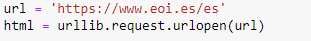 url = 'https://www.eoi.es/es'
html = urllib.request.urlopen(url)